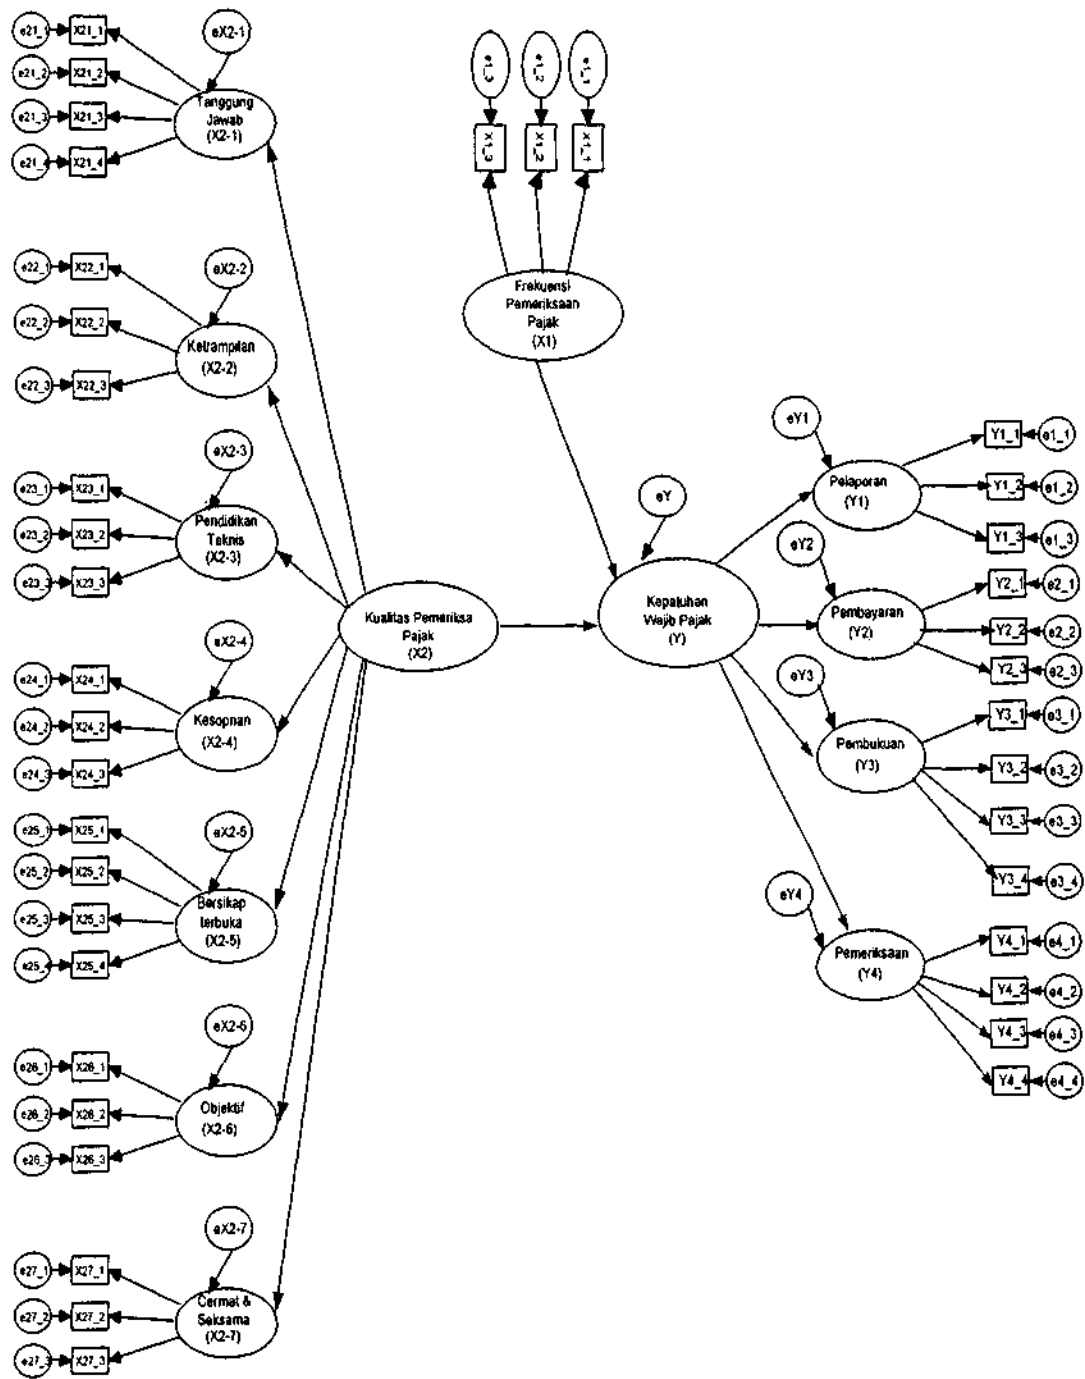 e21_1
X21_1
eX2-1
e21_2
X21_2
e21_3
X21_3
e21_4
X21_4
Tanggung
Jawab
(X2-1)
e1_3
e1_2
e1_1
X1_3
X1_2
X1_1
Frekuensi
Pemeriksaan
Pajak
(X1)
e22_1
X22_1
eX2-2
e22_2
X22_2
e22_3
X22_3
Ketrampilan
(X2-2)
eX2-3
e23_1
X23_1
e23_2
X23_2
e23_3
X23_3
Pendidikan
Teknis
(X2-3)
eX2-4
e24_1
X24_1
e24_2
X24_2
e24_3
X24_3
Kesopnan
(X2-4)
Kualitas Pemeriksa
Pajak
(X2)
eY
Kepatuhan
Wajib Pajak
(Y)
eY1
Pelaporan
(Y1)
Y1_1
e1_1
Y1_2
e1_2
Y1_3
e1_3
eY2
Pembayaran
(Y2)
Y2_1
e2_1
Y2_2
e2_2
Y2_3
e2_3
eY3
Pembukuan
(Y3)
Y3_1
e3_1
Y3_2
e3_2
Y3_3
e3_3
Y3_4
e3_4
eY4
Pemeriksaan
(Y4)
Y4_1
e4_1
Y4_2
e4_2
Y4_3
e4_3
Y4_4
e4_4
e25_1
X25_1
eX2-5
e25_2
X25_2
e25_3
X25_3
e25_4
X25_4
Bersikap
terbuka
(X2-5)
eX2-6
e26_1
X26_1
e26_2
X26_2
e26_3
X26_3
Objektif
(X2-6)
eX2-7
e27_1
X27_1
e27_2
X27_2
e27_3
X27_3
Cermat &
Seksama
(X2-7)